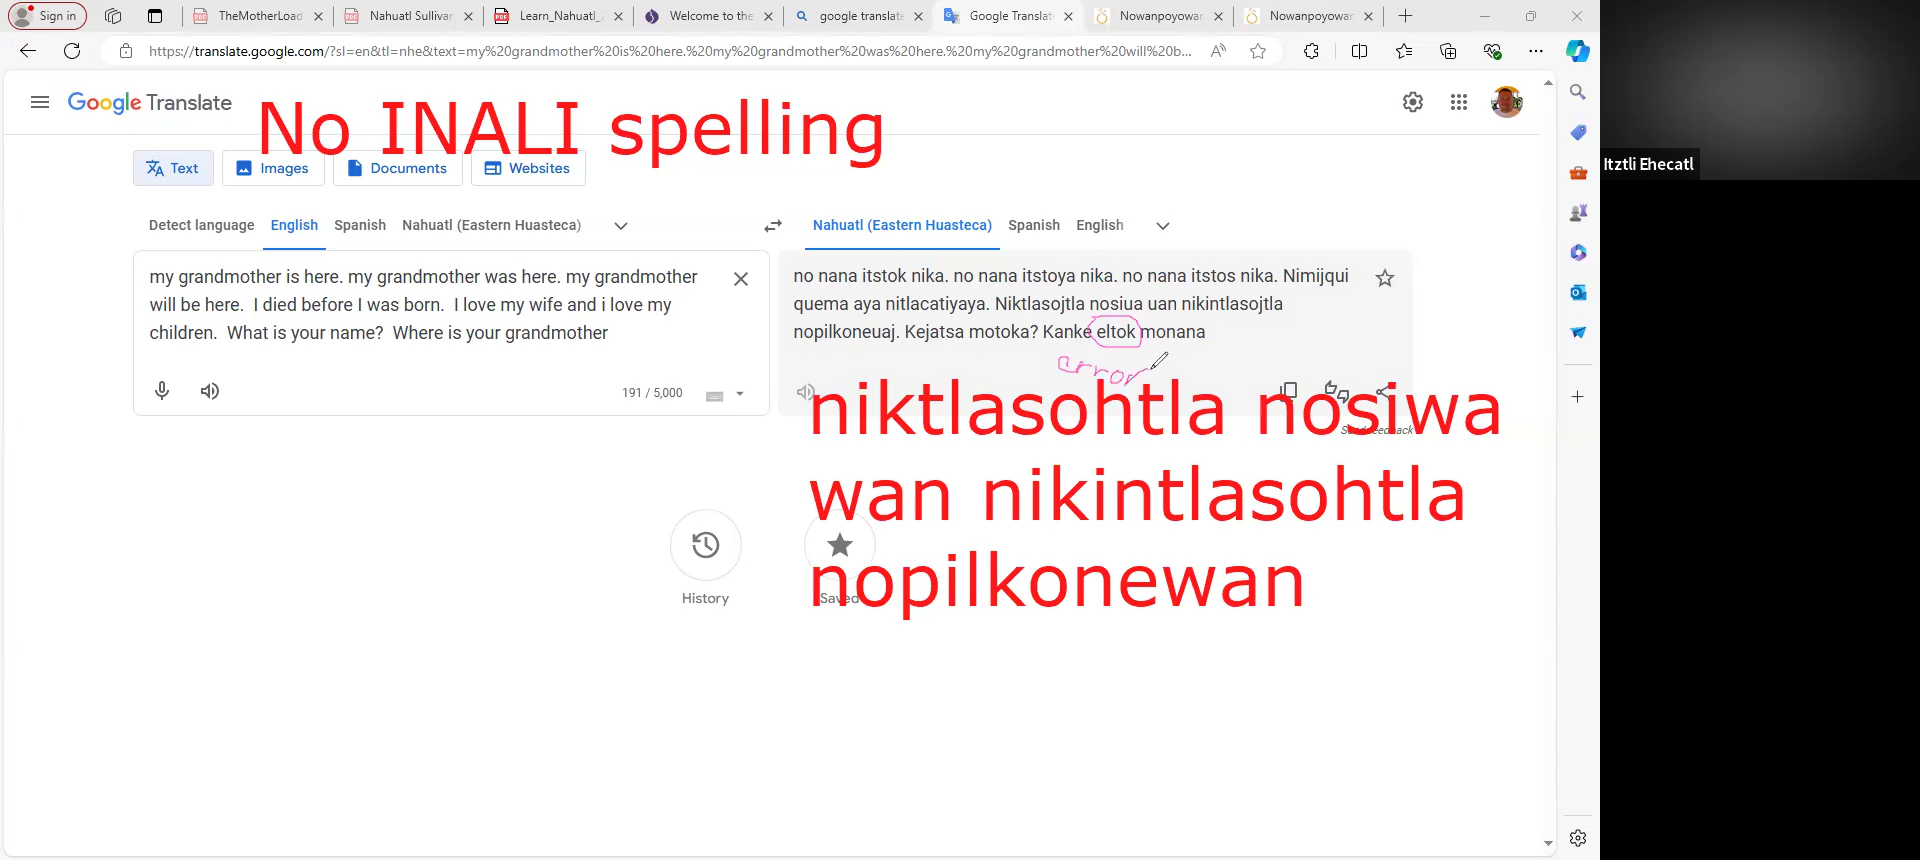 Sign in
TheMotherLoad
Nahuatl Sullivan
Learn_Nahuatl_
Welcome to the
google translate
Google Translat
Nowanpoyowan
Nowanpoyowan
https://translate.google.com/?sl=en&tl=nhe&text=my%20grandmother%20is%20here.%20my%20grandmother%20was%20here.%20my%20grandmother%20will%20b...
Google Translate
No INALI spelling
Text
Images
Documents
Websites
Itztli Ehecatl
Detect language
English
Spanish
Nahuatl (Eastern Huasteca)
Nahuatl (Eastern Huasteca)
Spanish
English
my grandmother is here. my grandmother was here. my grandmother
will be here. I died before I was born. I love my wife and i love my
children. What is your name? Where is your grandmother
191 / 5,000
no nana itstok nika. no nana itstoya nika. no nana itstos nika. Nimijqui
quema aya nitlacatiyaya. Niktlasojtla nosiua uan nikintlasojtla
nopilkoneuaj. Kejatsa motoka? Kanke eltok monana
error
Send feedback
niktlasohtla nosiwa
wan nikintlasohtla
nopilkonewan
History
Saved